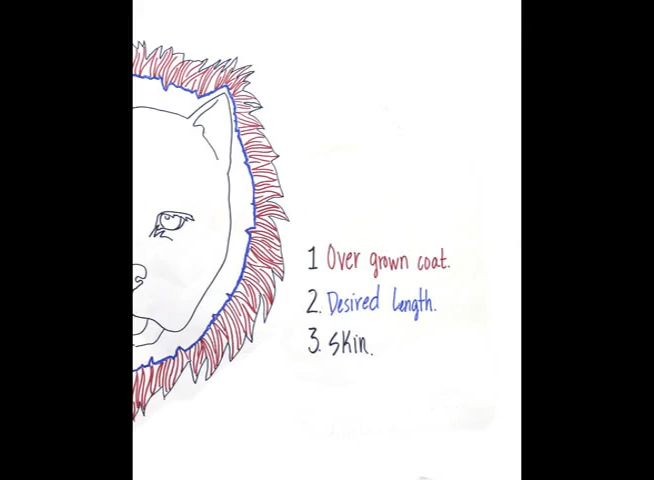 1 Over grown coat.
2. Desired length.
3. Skin.